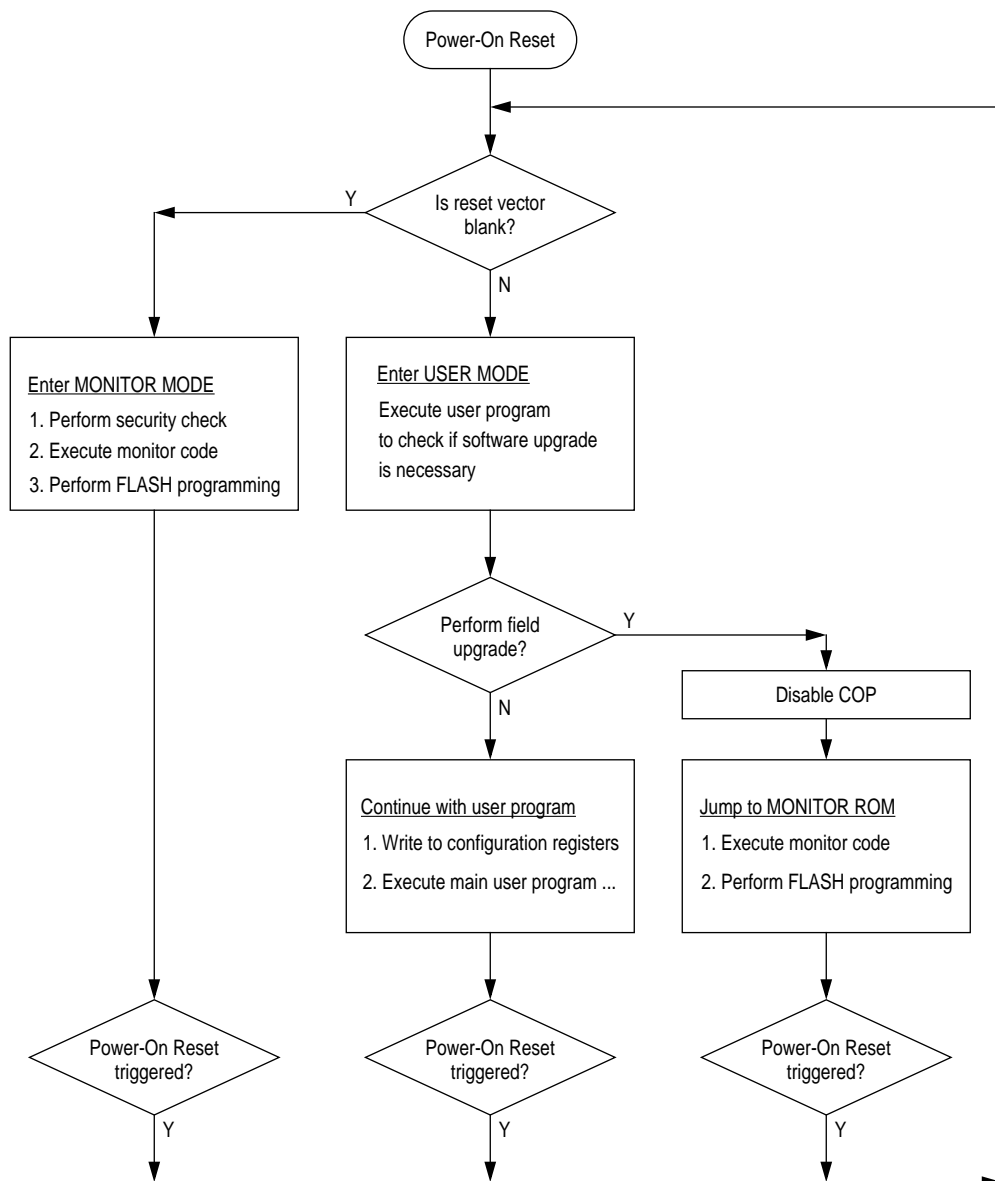 Power-On Reset
Is reset vector
blank?
Y
N
Enter MONITOR MODE
1. Perform security check
2. Execute monitor code
3. Perform FLASH programming
Enter USER MODE
Execute user program
to check if software upgrade
is necessary
Perform field
upgrade?
Y
N
Disable COP
Continue with user program
1. Write to configuration registers
2. Execute main user program ...
Jump to MONITOR ROM
1. Execute monitor code
2. Perform FLASH programming
Power-On Reset
triggered?
Y
Power-On Reset
triggered?
Y
Power-On Reset
triggered?
Y